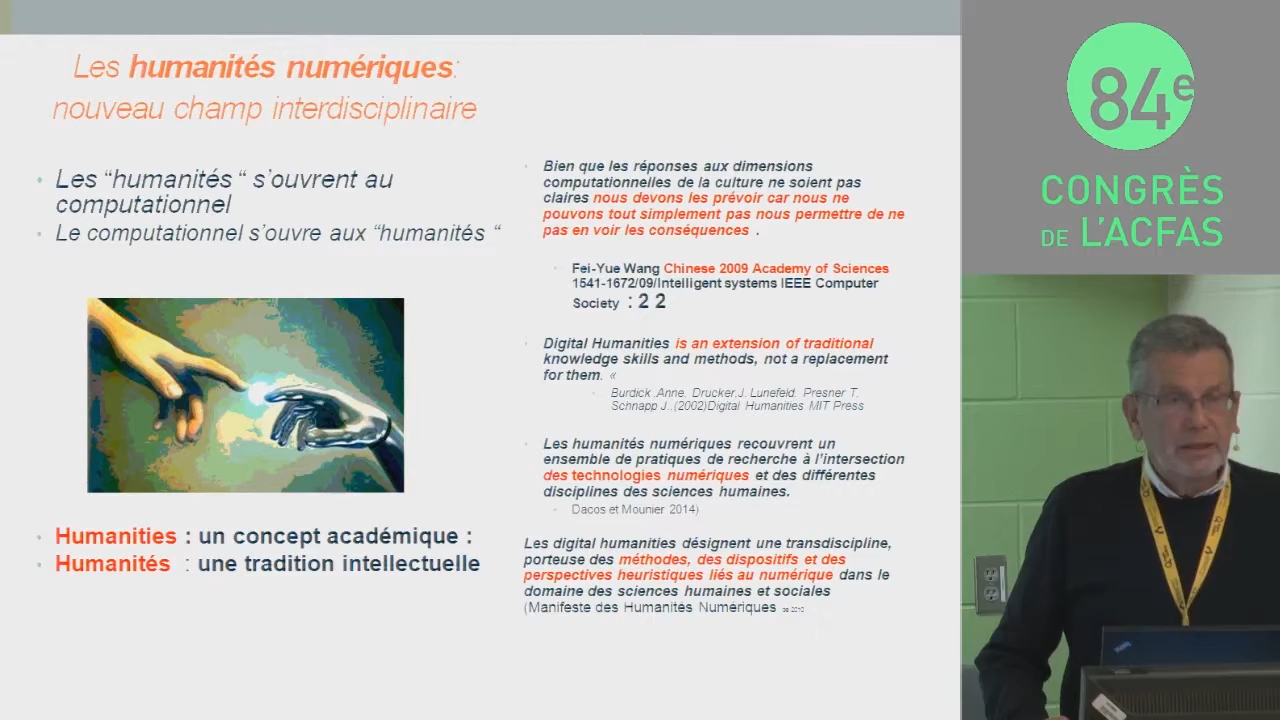 Les humanités numériques:
nouveau champ interdisciplinaire
Les “humanités “ s’ouvrent au
computationnel
Le computationnel s’ouvre aux “humanités “
Humanities : un concept académique :
Humanités : une tradition intellectuelle
Bien que les réponses aux dimensions
computationnelles de la culture ne soient pas
claires nous devons les prévoir car nous ne
pouvons tout simplement pas nous permettre de ne
pas en voir les conséquences .
Fei-Yue Wang Chinese 2009 Academy of Sciences
1541-1672/09/Intelligent systems IEEE Computer
Society : 2 2
Digital Humanities is an extension of traditional
knowledge skills and methods, not a replacement
for them. «
Burdick .Anne. Drucker,J. Lunefeld. Presner T.
Schnapp J..(2002)Digital Humanities MIT Press
Les humanités numériques recouvrent un
ensemble de pratiques de recherche à l’intersection
des technologies numériques et des différentes
disciplines des sciences humaines.
Dacos et Mounier 2014)
Les digital humanities désignent une transdiscipline,
porteuse des méthodes, des dispositifs et des
perspectives heuristiques liés au numérique dans le
domaine des sciences humaines et sociales
(Manifeste des Humanités Numériques
84e
CONGRÈS
DE L’ACFAS